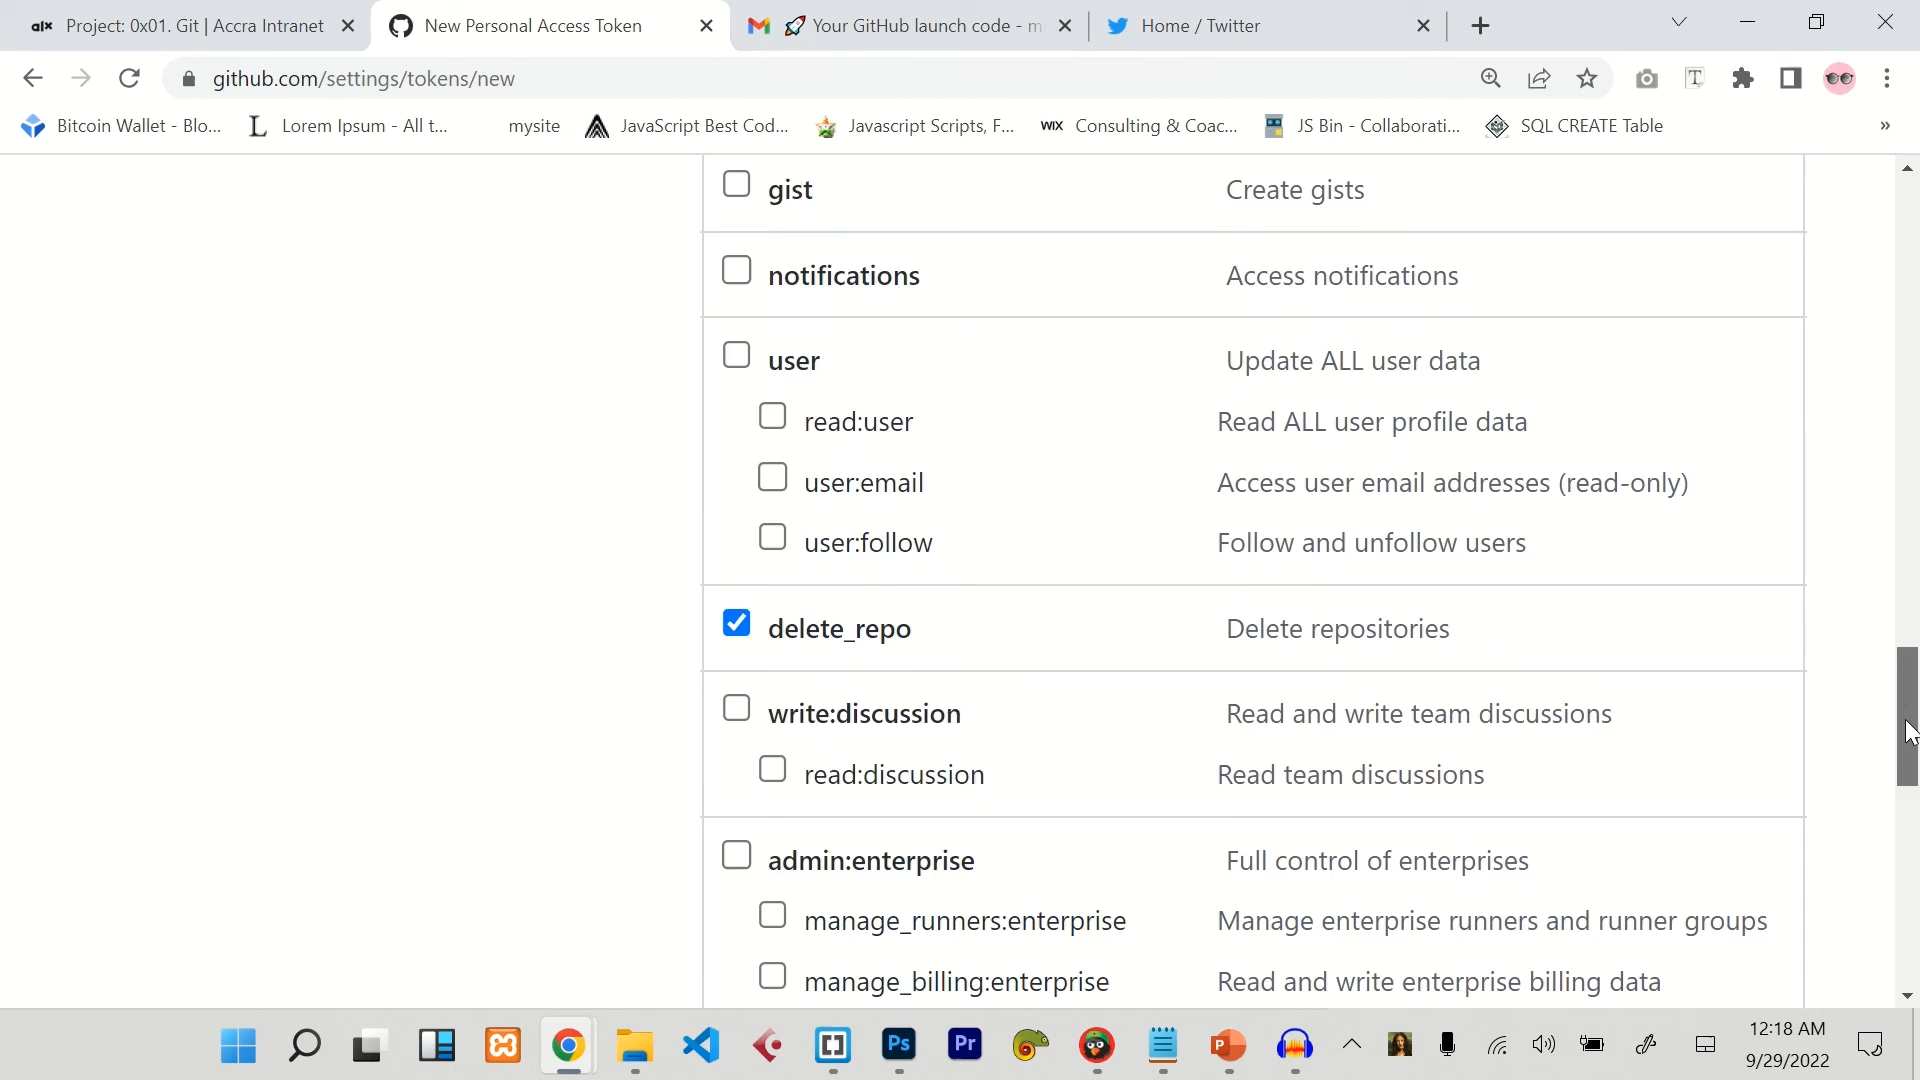 alx Project: 0x01. Git | Accra Intranet
New Personal Access Token
Your GitHub launch code - m
Home / Twitter
github.com/settings/tokens/new
Bitcoin Wallet - Blo...
L Lorem Ipsum - All t...
mysite
JavaScript Best Cod...
Javascript Scripts, F...
WIX Consulting & Coac...
JS Bin - Collaborati...
SQL CREATE Table
»
gist Create gists
notifications Access notifications
user Update ALL user data
read:user Read ALL user profile data
user:email Access user email addresses (read-only)
user:follow Follow and unfollow users
delete_repo Delete repositories
write:discussion Read and write team discussions
read:discussion Read team discussions
admin:enterprise Full control of enterprises
manage_runners:enterprise Manage enterprise runners and runner groups
manage_billing:enterprise Read and write enterprise billing data
Ps
Pr
P
12:18 AM
9/29/2022